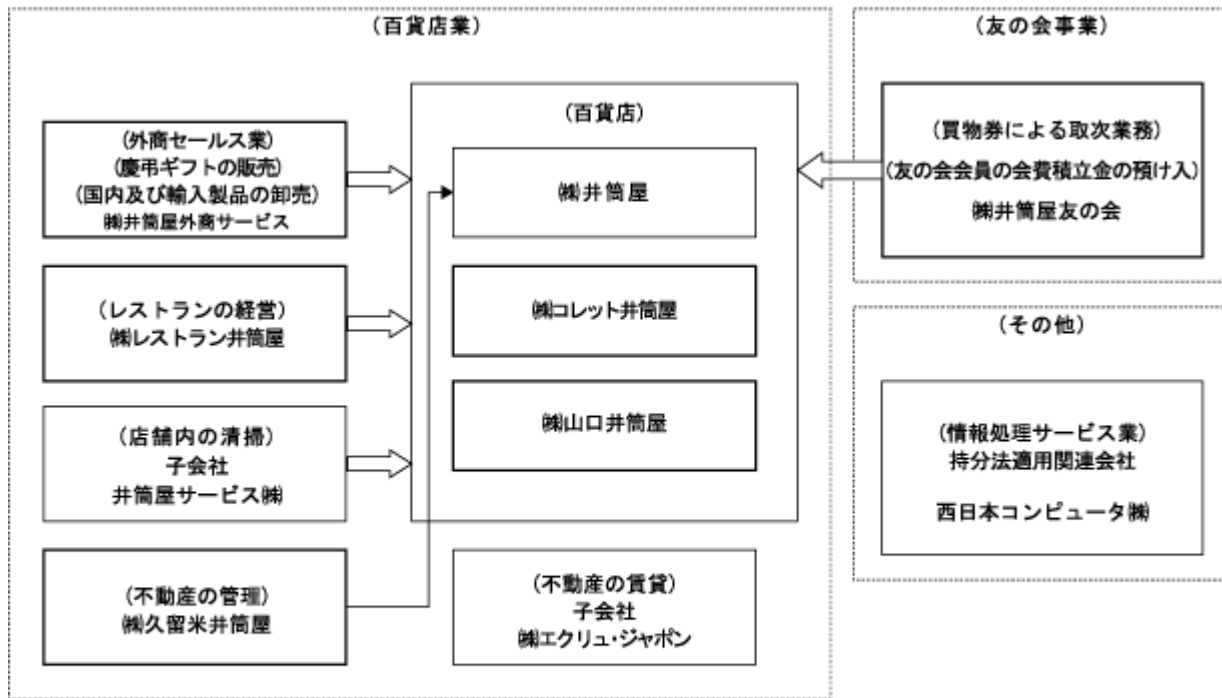 (百貨店業)
(外商セールス業)
(慶弔ギフトの販売)
(国内及び輸入製品の卸売)
㈱井筒屋外商サービス
(レストランの経営)
㈱レストラン井筒屋
(店舗内の清掃)
子会社
井筒屋サービス㈱
(不動産の管理)
㈱久留米井筒屋
(百貨店)
㈱井筒屋
㈱コレット井筒屋
㈱山口井筒屋
(不動産の賃貸)
子会社
㈱エクリュ・ジャポン
(友の会事業)
(買物券による取次業務)
(友の会会員の会費積立金の預け入)
㈱井筒屋友の会
(その他)
(情報処理サービス業)
持分法適用関連会社
西日本コンピュータ㈱